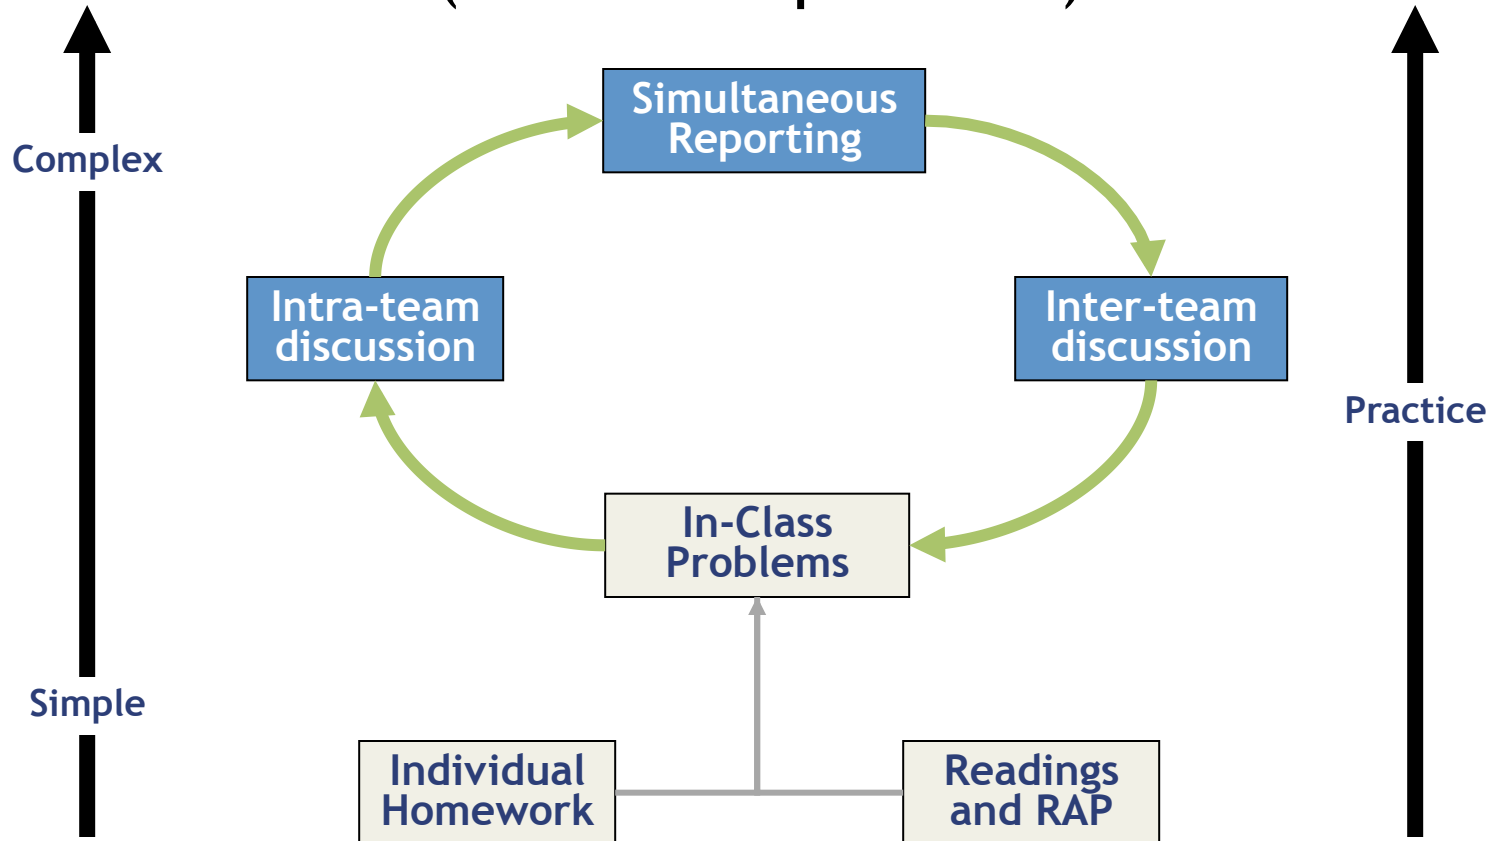 Simultaneous
Reporting
Complex
Intra-team
discussion
Inter-team
discussion
Practice
In-Class
Problems
Simple
Individual
Homework
Readings
and RAP